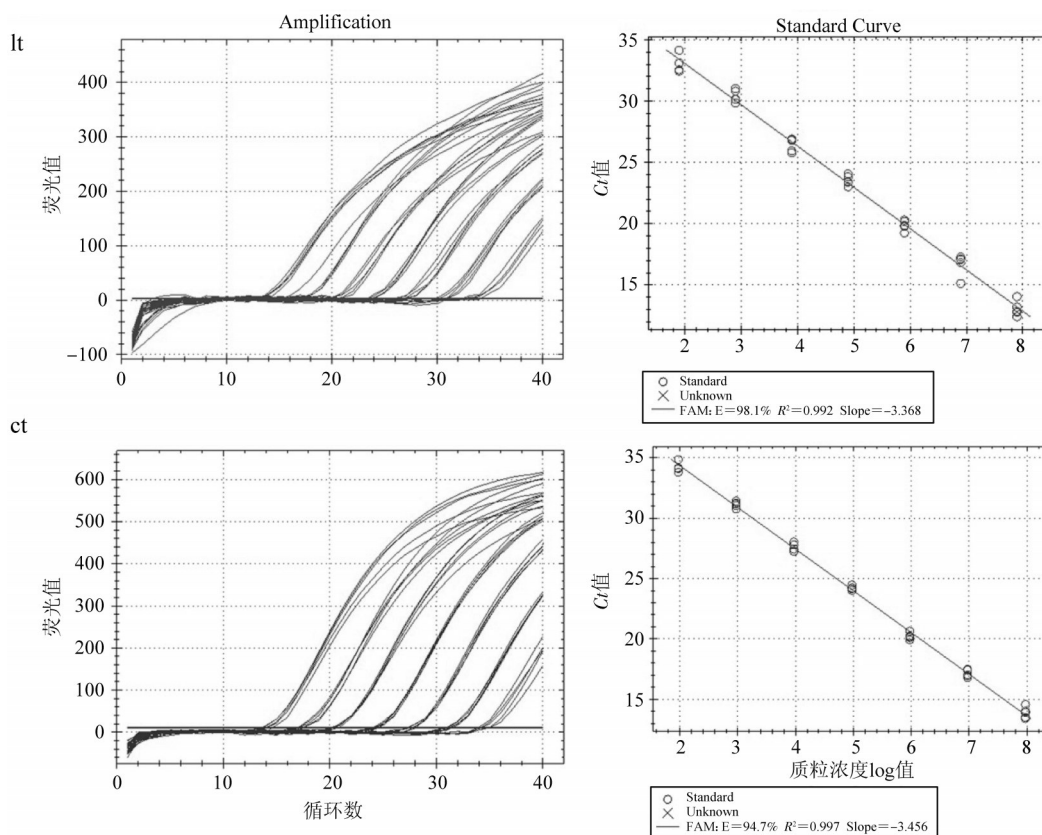 lt
Amplification
400
300
200
100
0
−100
0
10
20
30
40
荧光值
Standard Curve
35
30
25
20
15
2
3
4
5
6
7
8
Ct值
Standard
Unknown
FAM: E=98.1% R²=0.992 Slope=−3.368
ct
600
500
400
300
200
100
0
0
10
20
30
40
荧光值
循环数
35
30
25
20
15
2
3
4
5
6
7
8
Ct值
质粒浓度log值
Standard
Unknown
FAM: E=94.7% R²=0.997 Slope=−3.456